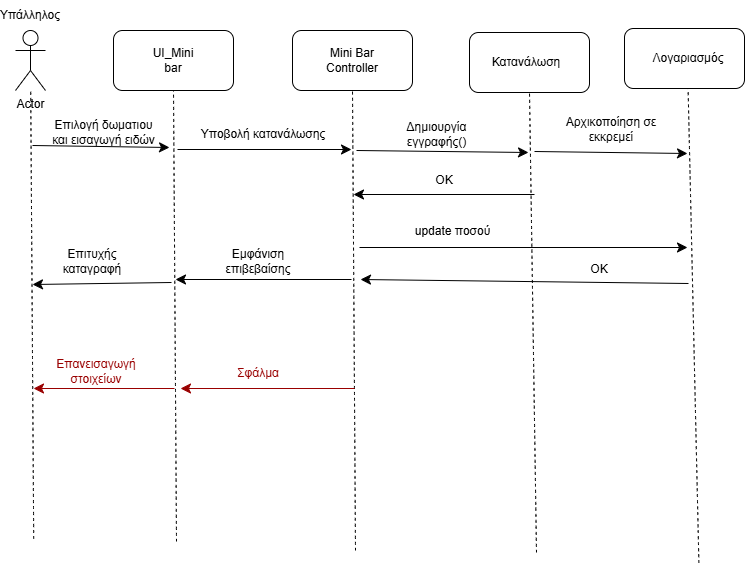 Υπάλληλος
Actor
UI_Mini
bar
Mini Bar
Controller
Κατανάλωση
Λογαριασμός
Επιλογή δωματιου
και εισαγωγή ειδών
Υποβολή κατανάλωσης
Δημιουργία
εγγραφής()
Αρχικοποίηση σε
εκκρεμεί
OK
update ποσού
Επιτυχής
καταγραφή
Εμφάνιση
επιβεβαίσης
OK
Επανεισαγωγή
στοιχείων
Σφάλμα